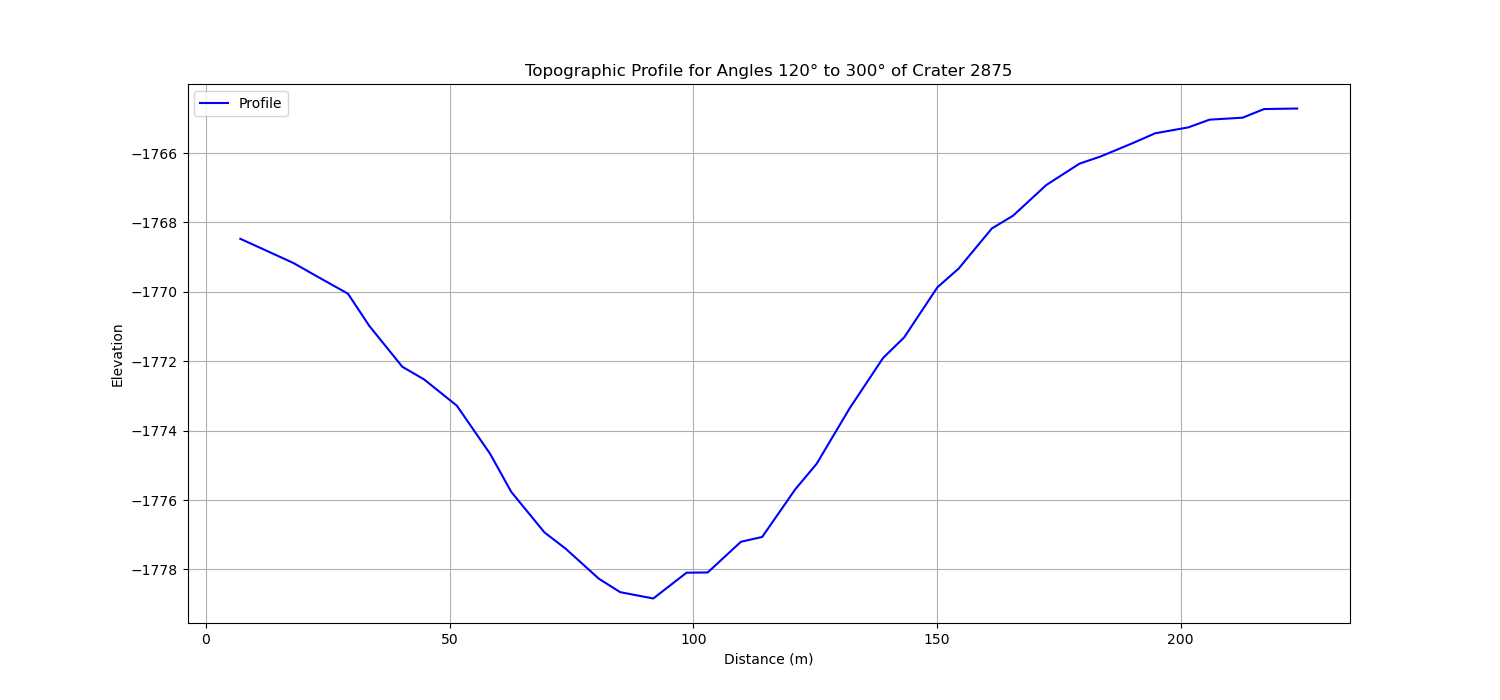 Topographic Profile for Angles 120° to 300° of Crater 2875
Profile
−1766
−1768
−1770
−1772
−1774
−1776
−1778
Elevation
0 50 100 150 200
Distance (m)